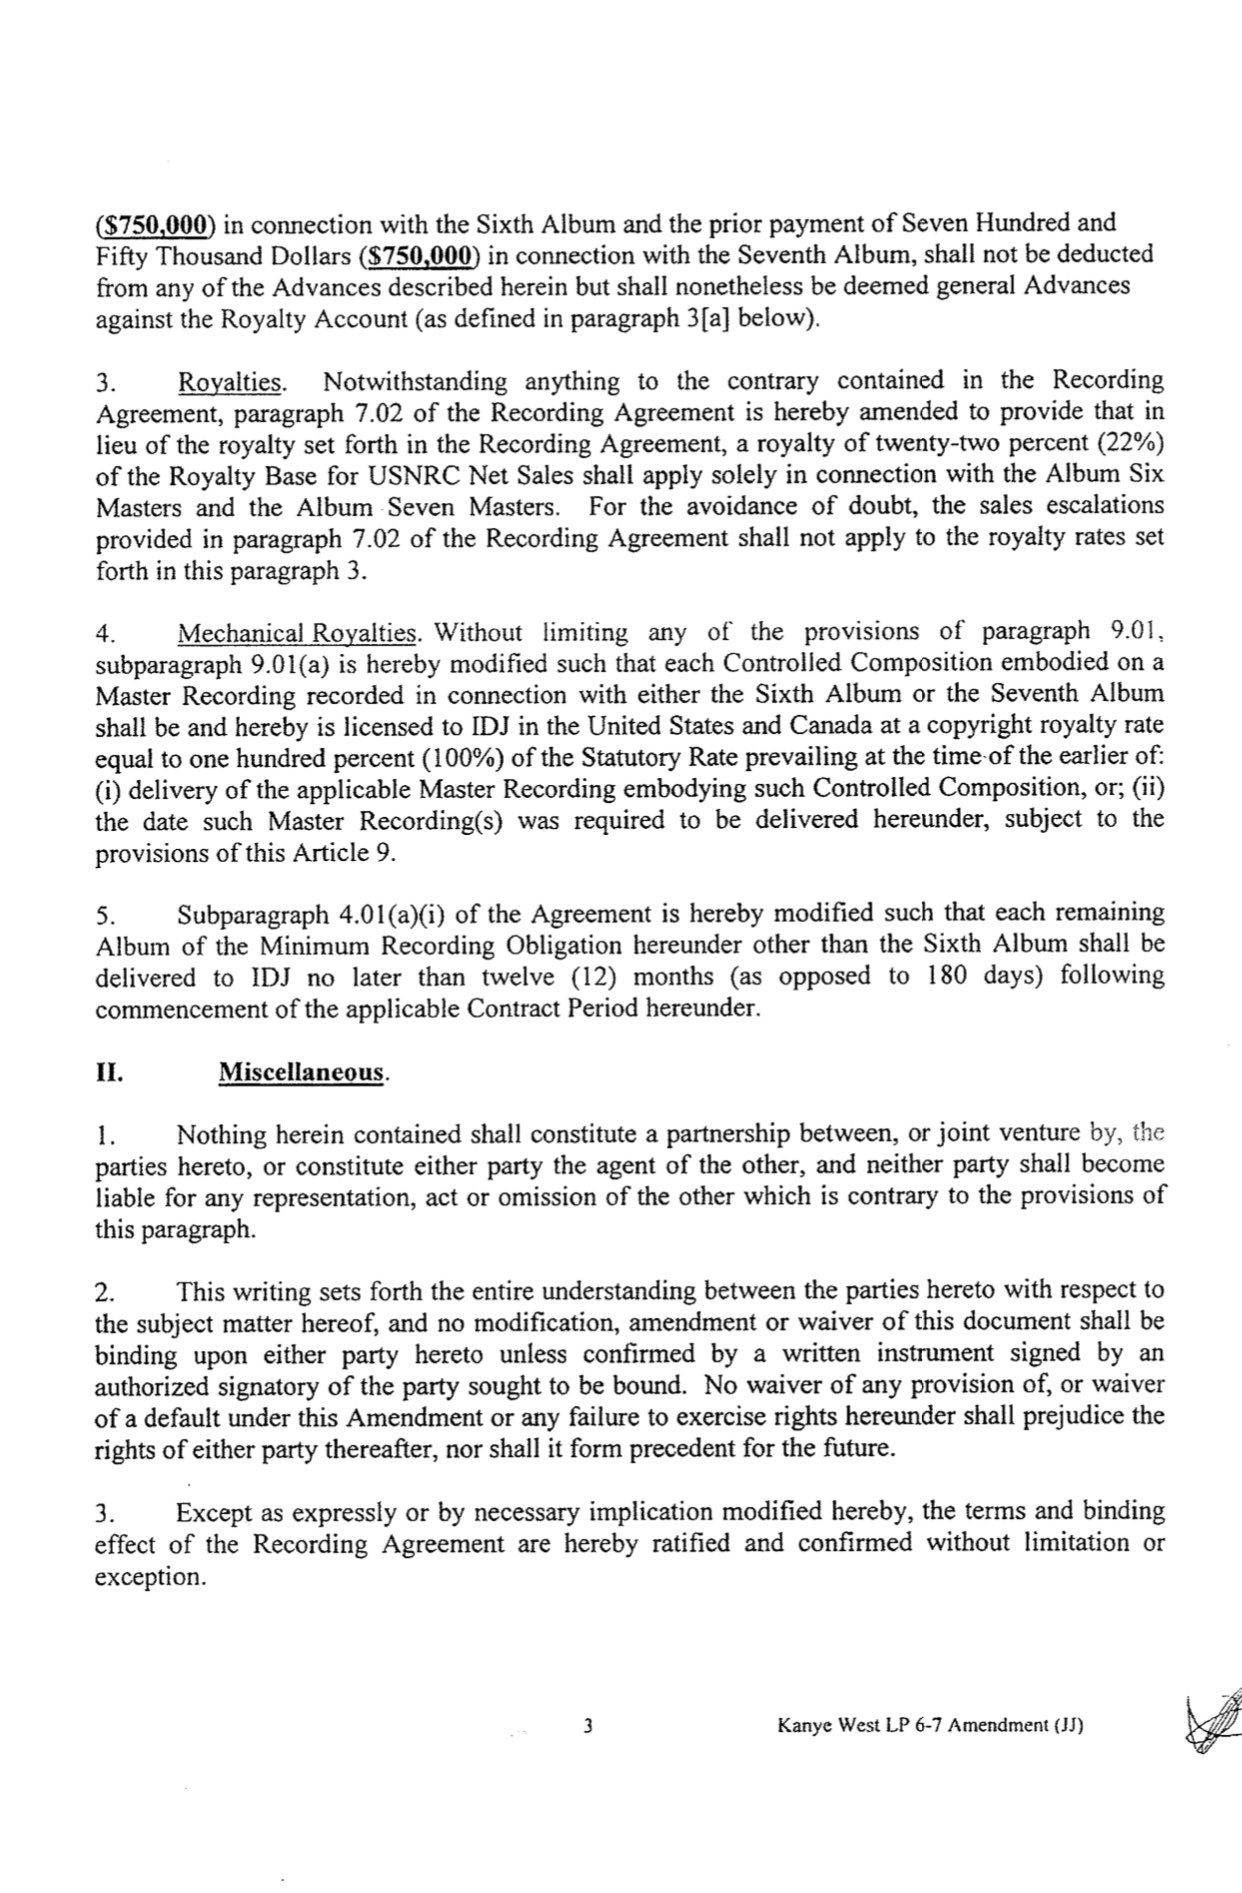 ($750,000) in connection with the Sixth Album and the prior payment of Seven Hundred and
Fifty Thousand Dollars ($750,000) in connection with the Seventh Album, shall not be deducted
from any of the Advances described herein but shall nonetheless be deemed general Advances
against the Royalty Account (as defined in paragraph 3[a] below).
3. Royalties. Notwithstanding anything to the contrary contained in the Recording
Agreement, paragraph 7.02 of the Recording Agreement is hereby amended to provide that in
lieu of the royalty set forth in the Recording Agreement, a royalty of twenty-two percent (22%)
of the Royalty Base for USNRC Net Sales shall apply solely in connection with the Album Six
Masters and the Album Seven Masters. For the avoidance of doubt, the sales escalations
provided in paragraph 7.02 of the Recording Agreement shall not apply to the royalty rates set
forth in this paragraph 3.
4. Mechanical Royalties. Without limiting any of the provisions of paragraph 9.01,
subparagraph 9.01(a) is hereby modified such that each Controlled Composition embodied on a
Master Recording recorded in connection with either the Sixth Album or the Seventh Album
shall be and hereby is licensed to IDJ in the United States and Canada at a copyright royalty rate
equal to one hundred percent (100%) of the Statutory Rate prevailing at the time of the earlier of:
(i) delivery of the applicable Master Recording embodying such Controlled Composition, or; (ii)
the date such Master Recording(s) was required to be delivered hereunder, subject to the
provisions of this Article 9.
5. Subparagraph 4.01(a)(i) of the Agreement is hereby modified such that each remaining
Album of the Minimum Recording Obligation hereunder other than the Sixth Album shall be
delivered to IDJ no later than twelve (12) months (as opposed to 180 days) following
commencement of the applicable Contract Period hereunder.
II. Miscellaneous.
1. Nothing herein contained shall constitute a partnership between, or joint venture by, the
parties hereto, or constitute either party the agent of the other, and neither party shall become
liable for any representation, act or omission of the other which is contrary to the provisions of
this paragraph.
2. This writing sets forth the entire understanding between the parties hereto with respect to
the subject matter hereof, and no modification, amendment or waiver of this document shall be
binding upon either party hereto unless confirmed by a written instrument signed by an
authorized signatory of the party sought to be bound. No waiver of any provision of, or waiver
of a default under this Amendment or any failure to exercise rights hereunder shall prejudice the
rights of either party thereafter, nor shall it form precedent for the future.
3. Except as expressly or by necessary implication modified hereby, the terms and binding
effect of the Recording Agreement are hereby ratified and confirmed without limitation or
exception.
3 Kanye West LP 6-7 Amendment (JJ)